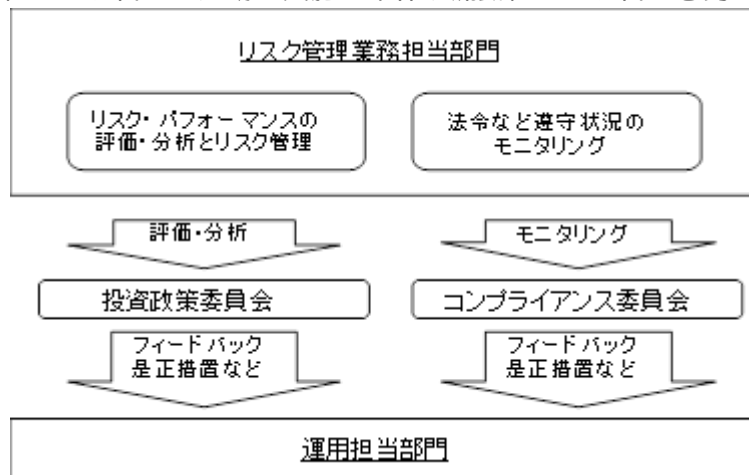 リスク管理業務担当部門
リスク・パフォーマンスの
評価・分析とリスク管理
法令など遵守状況の
モニタリング
評価・分析
モニタリング
投資政策委員会
コンプライアンス委員会
フィードバック
是正措置など
フィードバック
是正措置など
運用担当部門